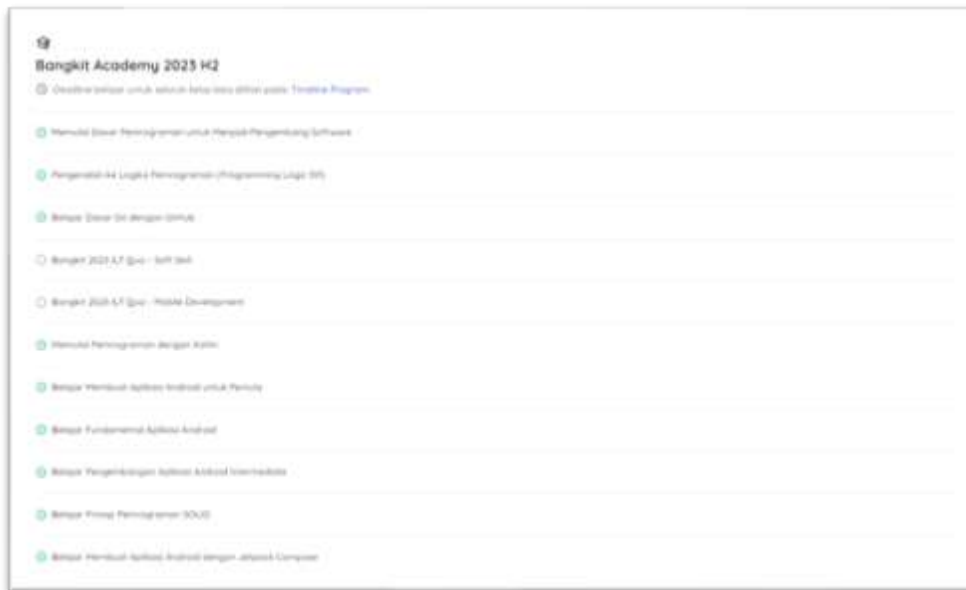 Bangkit Academy 2023 H2
Deadline belajar untuk seluruh kelas bisa dilihat pada Timeline Program
Memulai Dasar Pemrograman untuk Menjadi Pengembang Software
Pengenalan ke Logika Pemrograman (Programming Logic 101)
Belajar Dasar Git dengan GitHub
Bangkit 2023 ILT Quiz - Soft Skill
Bangkit 2023 ILT Quiz - Mobile Development
Memulai Pemrograman dengan Kotlin
Belajar Membuat Aplikasi Android untuk Pemula
Belajar Fundamental Aplikasi Android
Belajar Pengembangan Aplikasi Android Intermediate
Belajar Prinsip Pemrograman SOLID
Belajar Membuat Aplikasi Android dengan Jetpack Compose